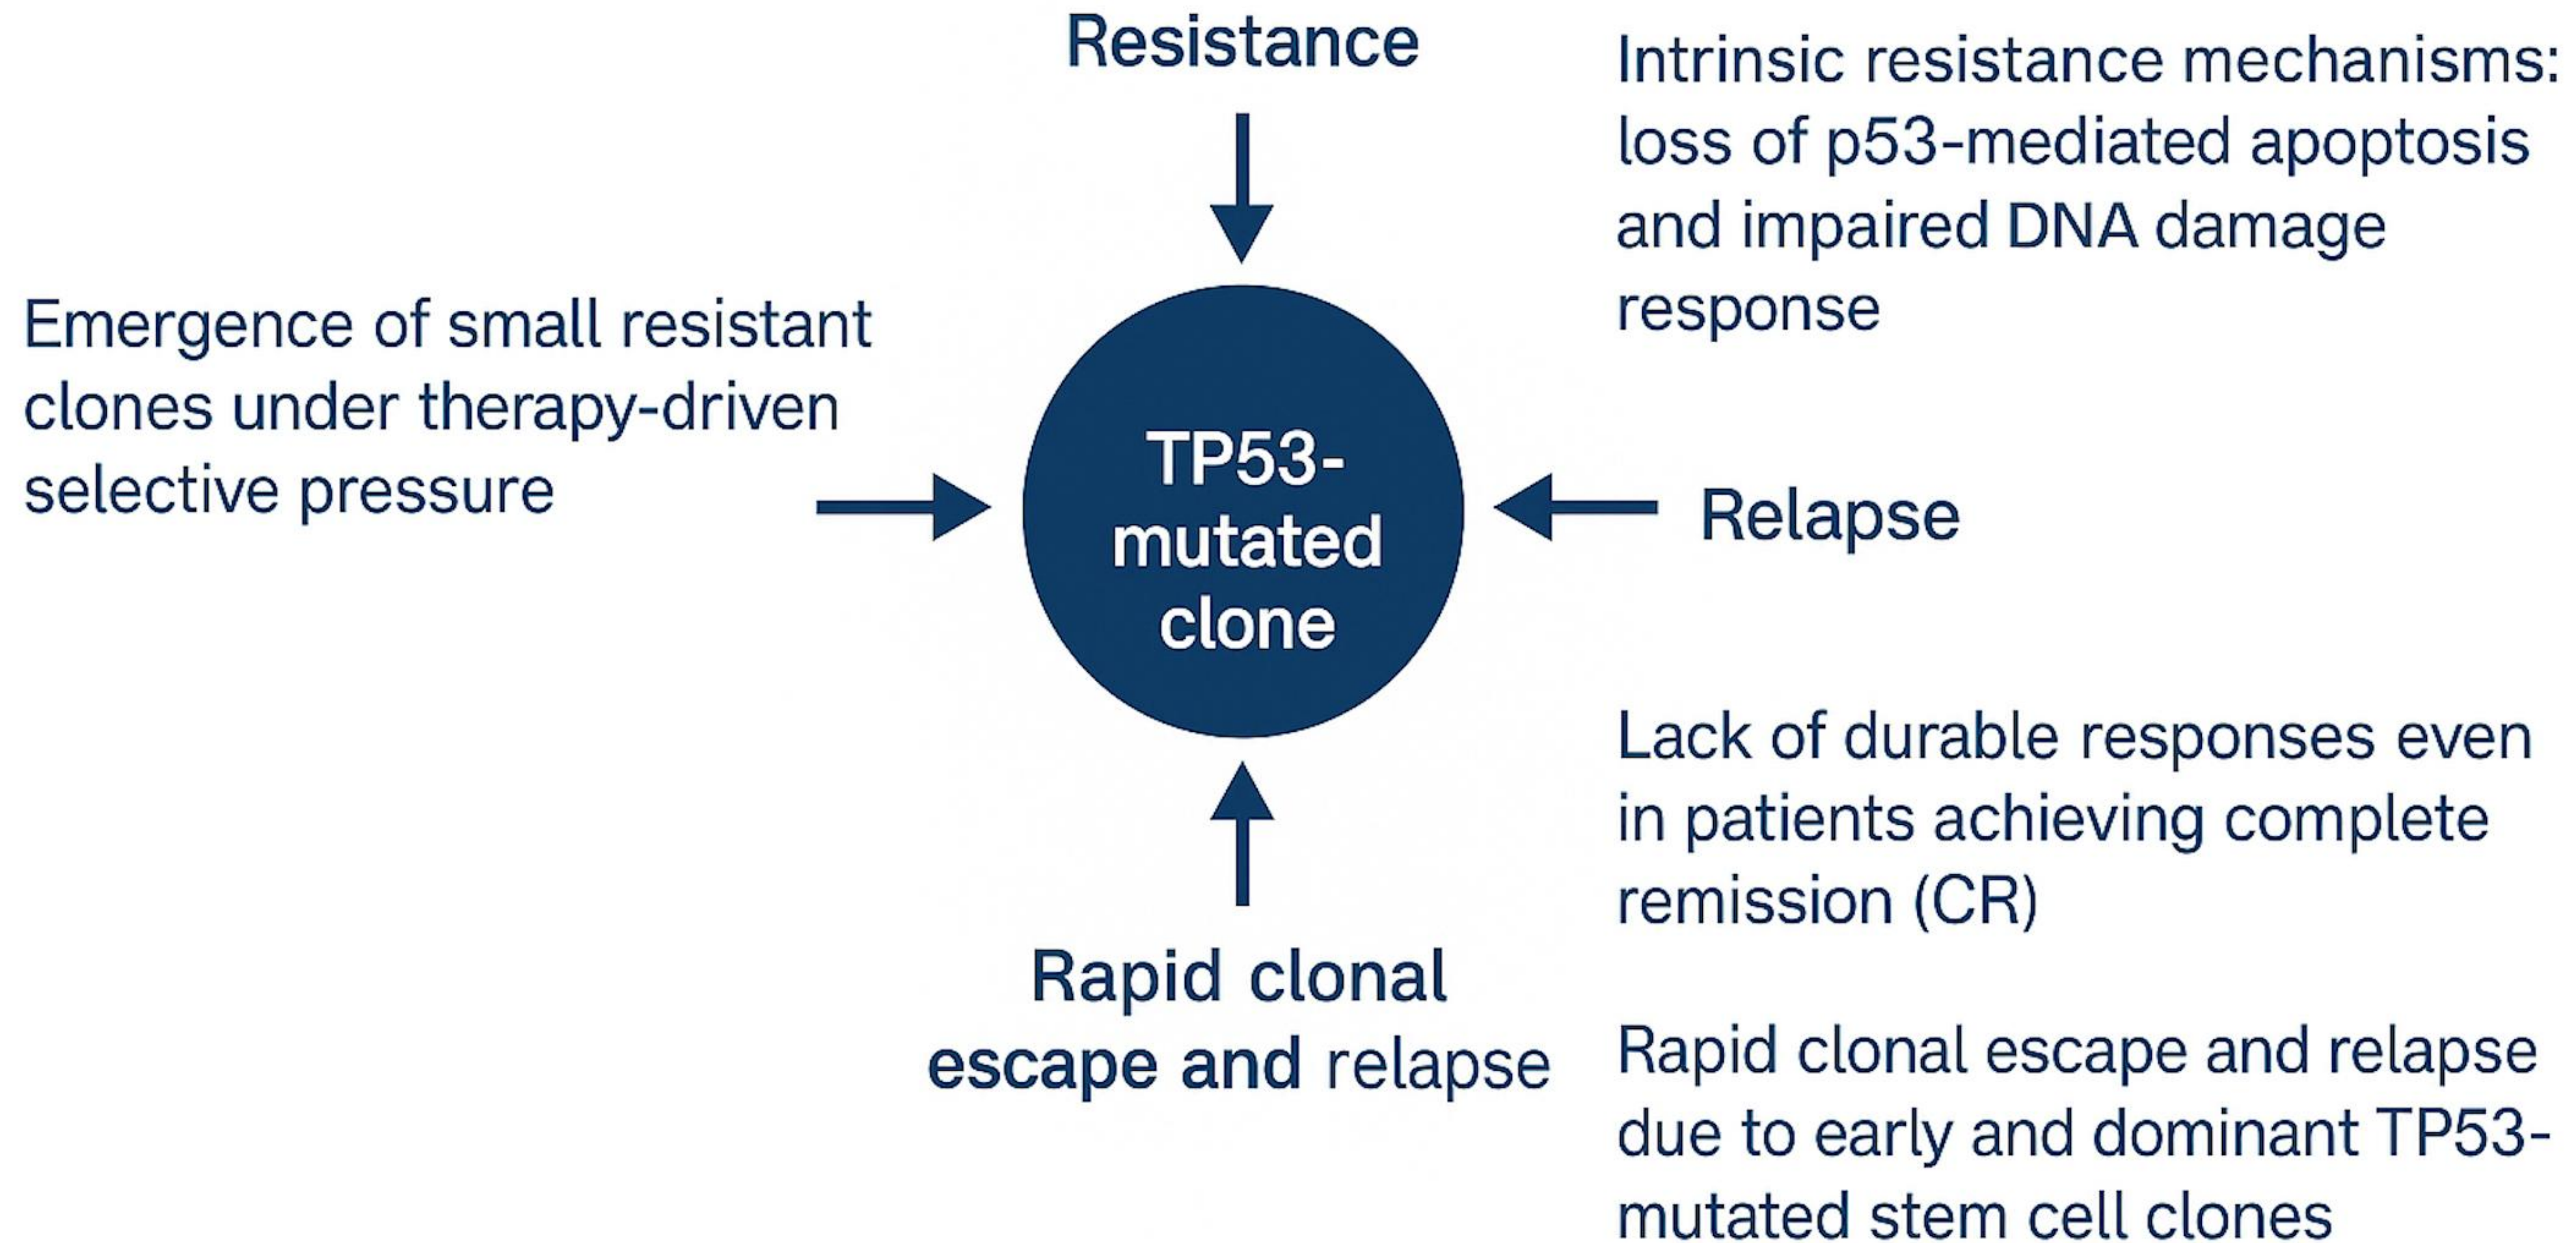 Resistance
Intrinsic resistance mechanisms:
loss of p53-mediated apoptosis
and impaired DNA damage
response
Emergence of small resistant
clones under therapy-driven
selective pressure
TP53-
mutated
clone
Relapse
Lack of durable responses even
in patients achieving complete
remission (CR)
Rapid clonal
escape and relapse
Rapid clonal escape and relapse
due to early and dominant TP53-
mutated stem cell clones